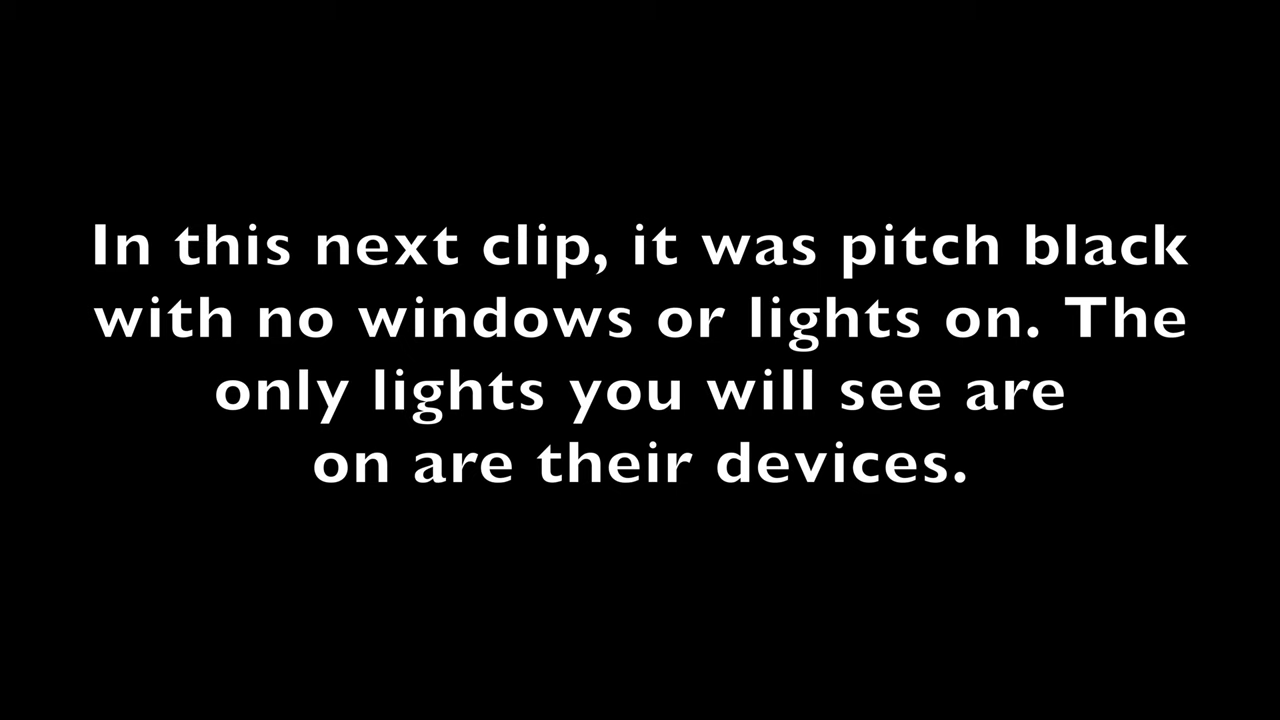 In this next clip, it was pitch black
with no windows or lights on. The
only lights you will see are
on are their devices.